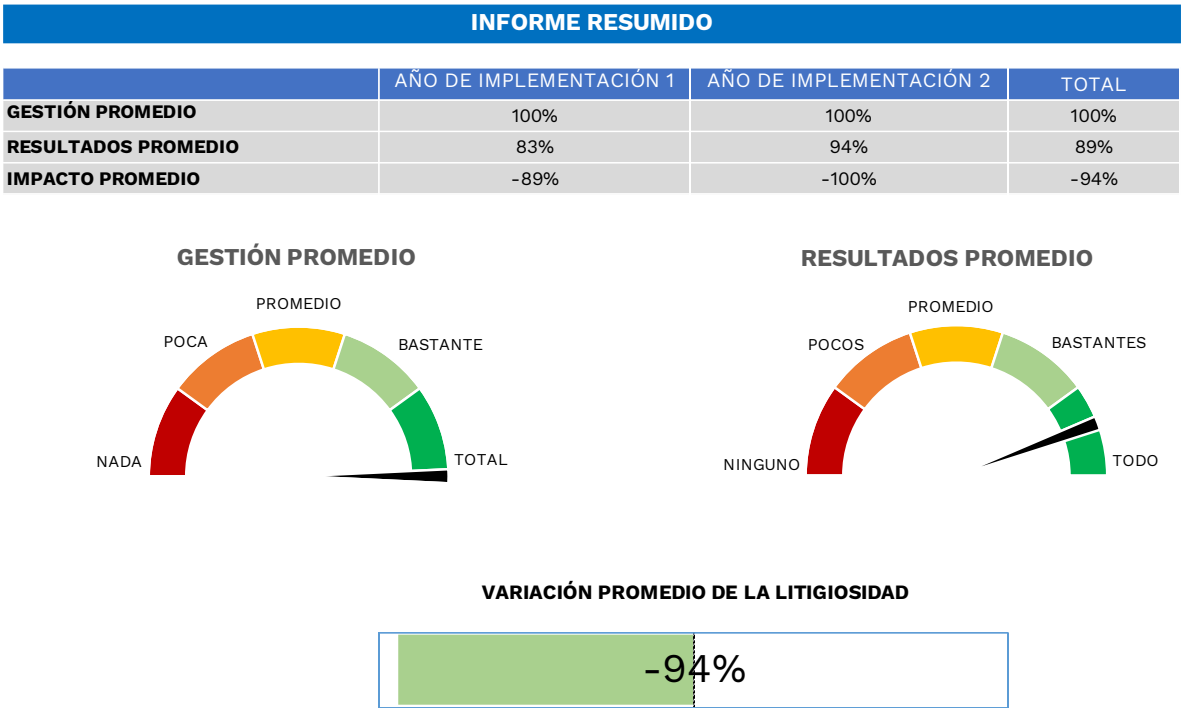 INFORME RESUMIDO
AÑO DE IMPLEMENTACIÓN 1 AÑO DE IMPLEMENTACIÓN 2 TOTAL
GESTIÓN PROMEDIO 100% 100% 100%
RESULTADOS PROMEDIO 83% 94% 89%
IMPACTO PROMEDIO -89% -100% -94%
GESTIÓN PROMEDIO
PROMEDIO
POCA
BASTANTE
NADA
TOTAL
RESULTADOS PROMEDIO
PROMEDIO
POCOS
BASTANTES
NINGUNO
TODO
VARIACIÓN PROMEDIO DE LA LITIGIOSIDAD
-94%